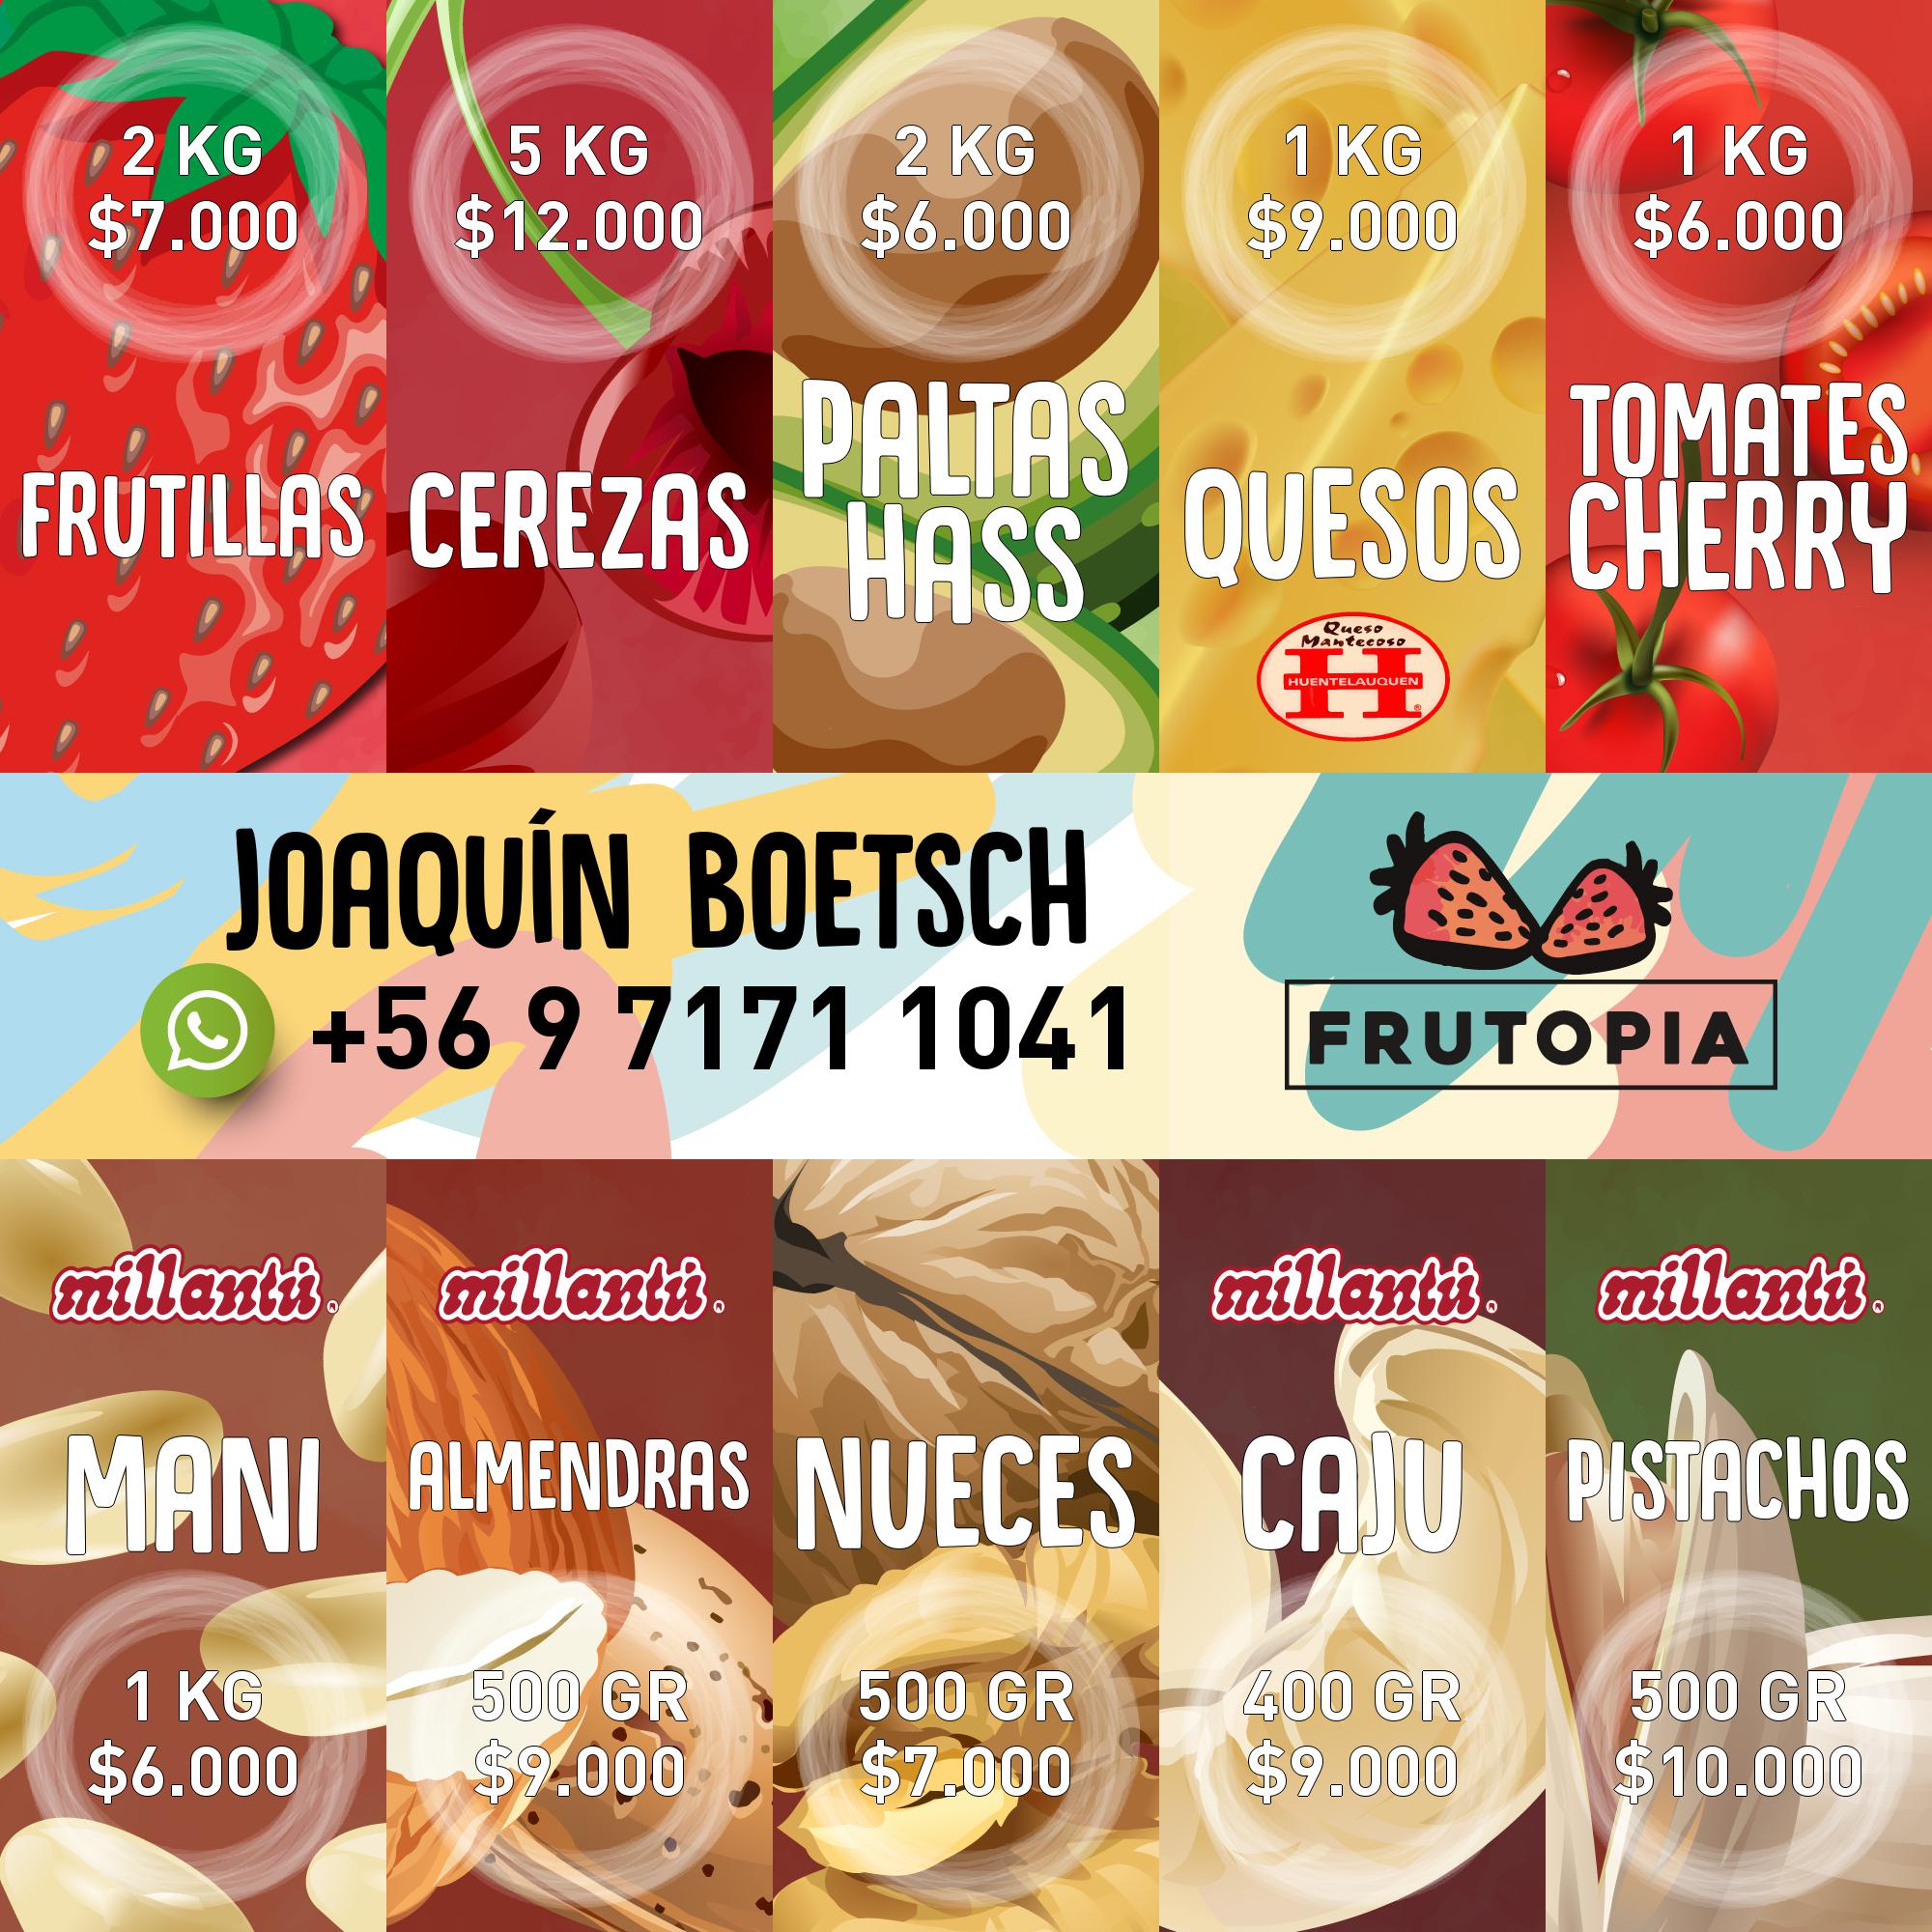 2 KG
$7.000
FRUTILLAS
5 KG
$12.000
CEREZAS
2 KG
$6.000
PALTAS
HASS
1 KG
$9.000
QUESOS
Queso
Mantecoso
H
HUENTELAUQUEN
®
1 KG
$6.000
TOMATES
CHERRY
JOAQUÍN BOETSCH
+56 9 7171 1041
FRUTOPIA
millantú®
MANI
1 KG
$6.000
millantú®
ALMENDRAS
500 GR
$9.000
NUECES
500 GR
$7.000
millantú®
CAJU
400 GR
$9.000
millantú®
PISTACHOS
500 GR
$10.000